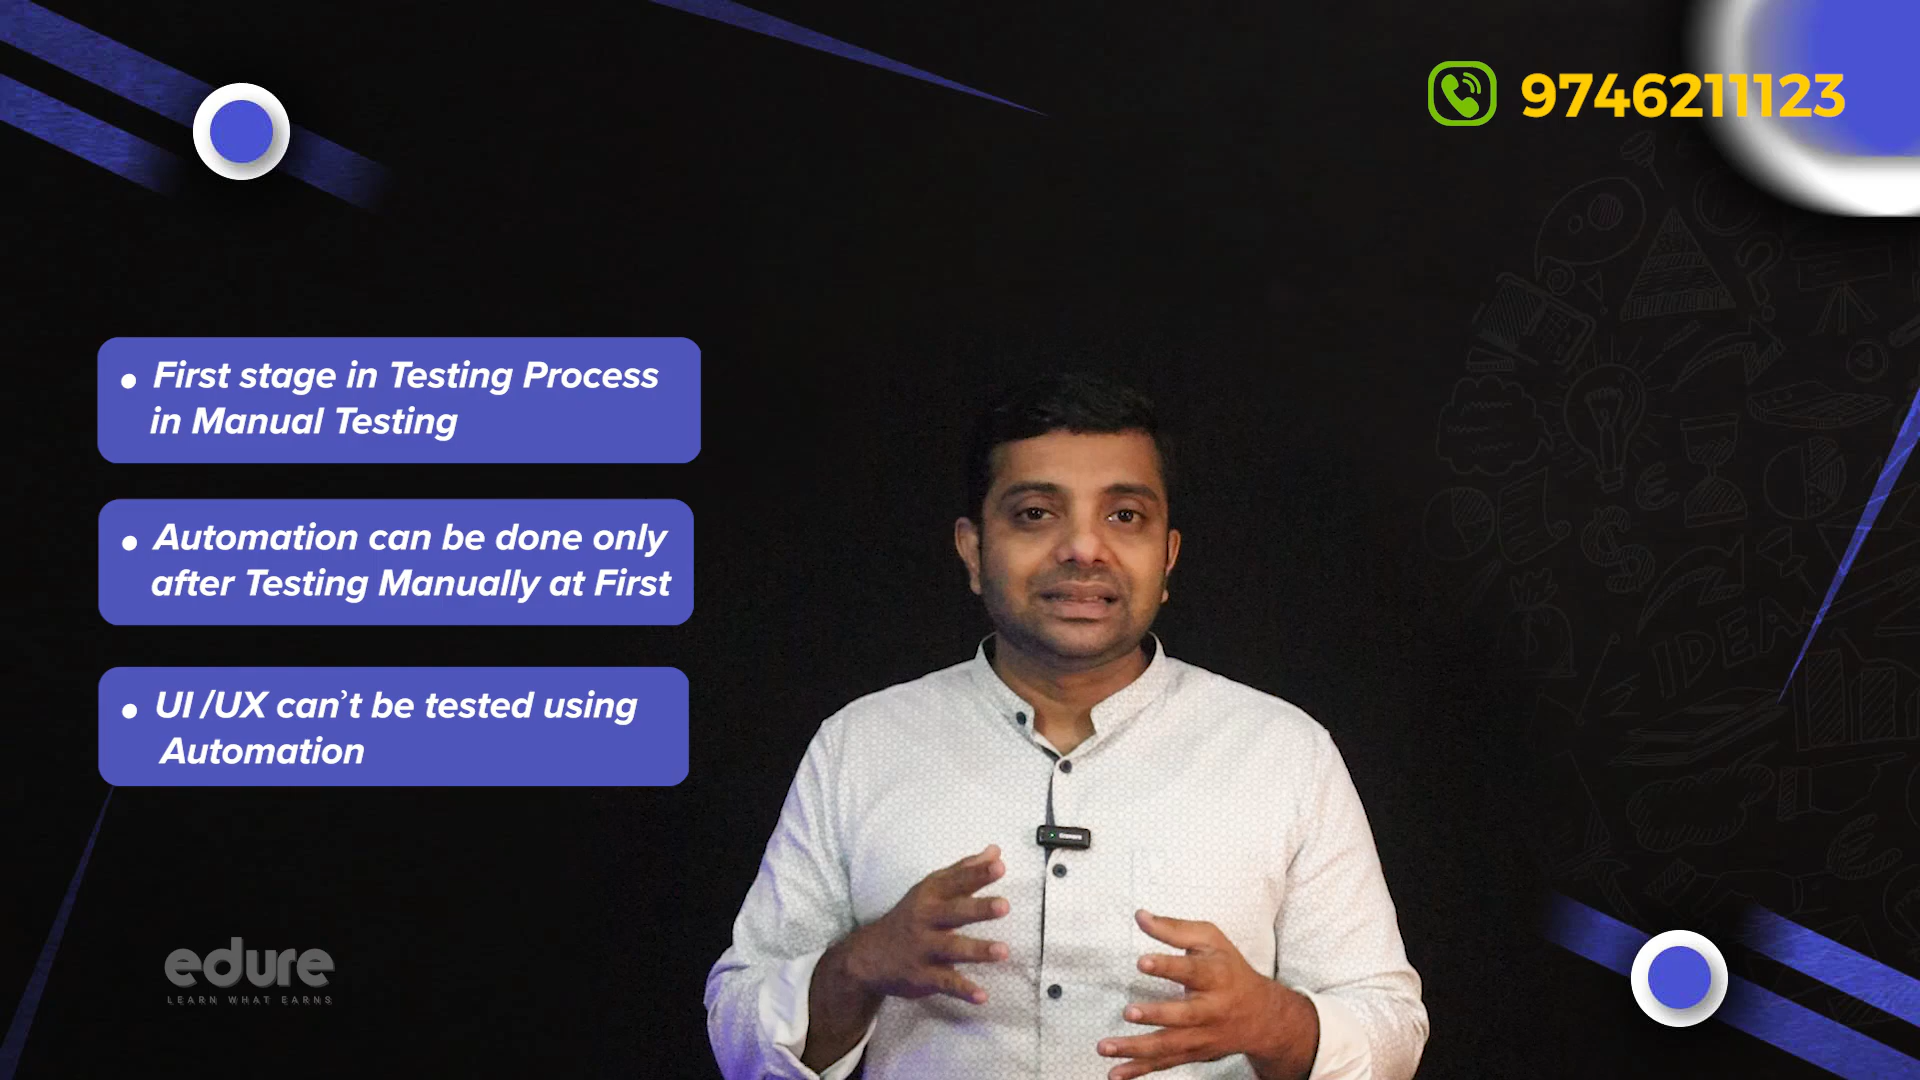 9746211123
• First stage in Testing Process
in Manual Testing
• Automation can be done only
after Testing Manually at First
• UI /UX can’t be tested using
Automation
edure
LEARN WHAT EARNS
IDEA